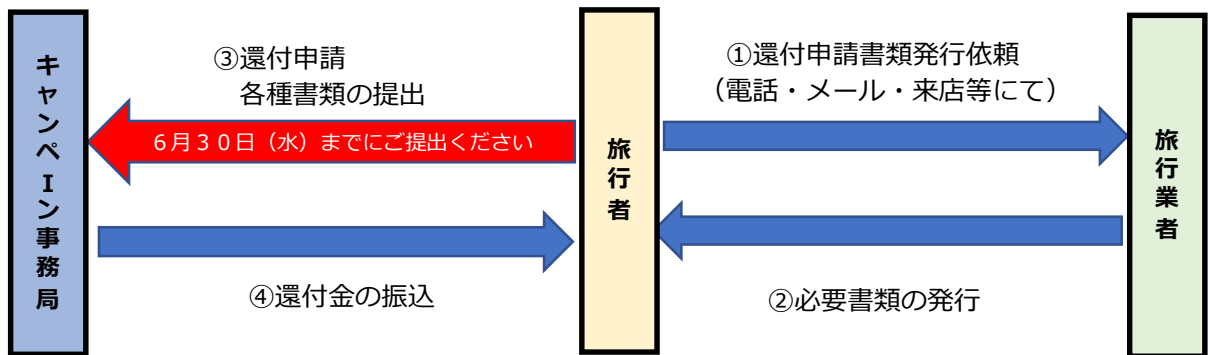 キャンペIン事務局
③還付申請
各種書類の提出
６月３０日（水）までにご提出ください
④還付金の振込
旅行者
①還付申請書類発行依頼
（電話・メール・来店等にて）
②必要書類の発行
旅行業者